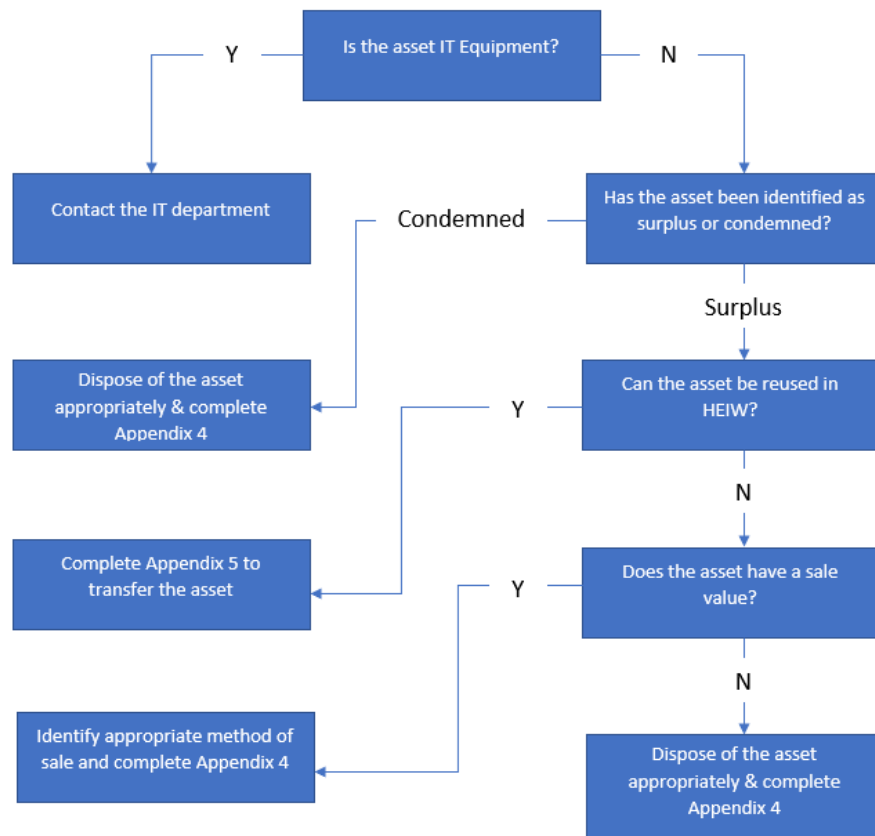 Is the asset IT Equipment?
Y
N
Contact the IT department
Has the asset been identified as
surplus or condemned?
Condemned
Surplus
Dispose of the asset
appropriately & complete
Appendix 4
Can the asset be reused in
HEIW?
Y
N
Complete Appendix 5 to
transfer the asset
Does the asset have a sale
value?
Y
N
Identify appropriate method of
sale and complete Appendix 4
Dispose of the asset
appropriately & complete
Appendix 4